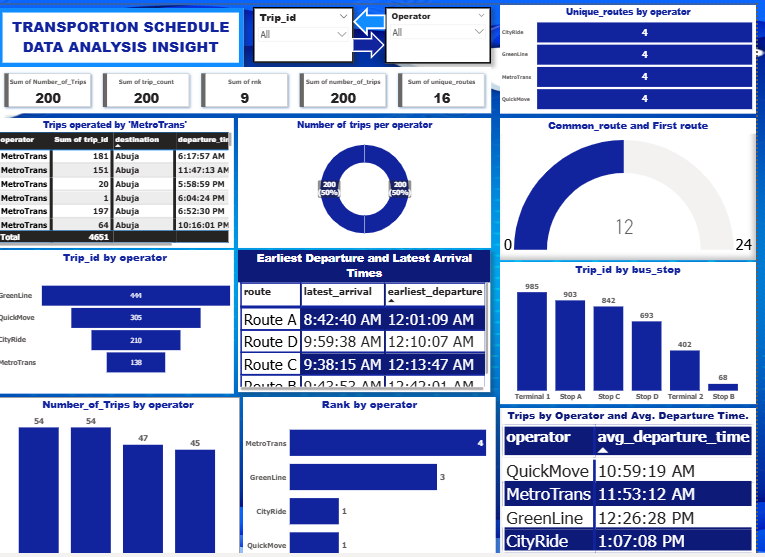 TRANSPORTION SCHEDULE
DATA ANALYSIS INSIGHT
Trip_id
All
Operator
All
Sum of Number_of_Trips
200
Sum of trip_count
200
Sum of rnk
9
Sum of number_of_trips
200
Sum of unique_routes
16
Unique_routes by operator
CityRide 4
GreenLine 4
MetroTrans 4
QuickMove 4
Trips operated by 'MetroTrans'
operator Sum of trip_id destination departure_tir
MetroTrans 181 Abuja 6:17:57 AM
MetroTrans 151 Abuja 11:47:13 AM
MetroTrans 20 Abuja 5:58:59 PM
MetroTrans 1 Abuja 6:04:24 PM
MetroTrans 197 Abuja 6:52:30 PM
MetroTrans 64 Abuja 10:16:01 PM
Total 4651
Number of trips per operator
200
(50%)
200
(50%)
Common_route and First route
12
0 24
Trip_id by operator
GreenLine 444
QuickMove 305
CityRide 210
MetroTrans 138
Earliest Departure and Latest Arrival
Times
route latest_arrival earliest_departure
Route A 8:42:40 AM 12:01:09 AM
Route D 9:59:38 AM 12:10:07 AM
Route C 9:38:15 AM 12:13:47 AM
Route B 9:42:52 AM 12:42:01 AM
Trip_id by bus_stop
985 903 842 693 402 68
Terminal 1 Stop A Stop C Stop D Terminal 2 Stop B
Number_of_Trips by operator
54 54 47 45
Rank by operator
MetroTrans 4
GreenLine 3
CityRide 1
QuickMove 1
Trips by Operator and Avg. Departure Time.
operator avg_departure_time
QuickMove 10:59:19 AM
MetroTrans 11:53:12 AM
GreenLine 12:26:28 PM
CityRide 1:07:08 PM